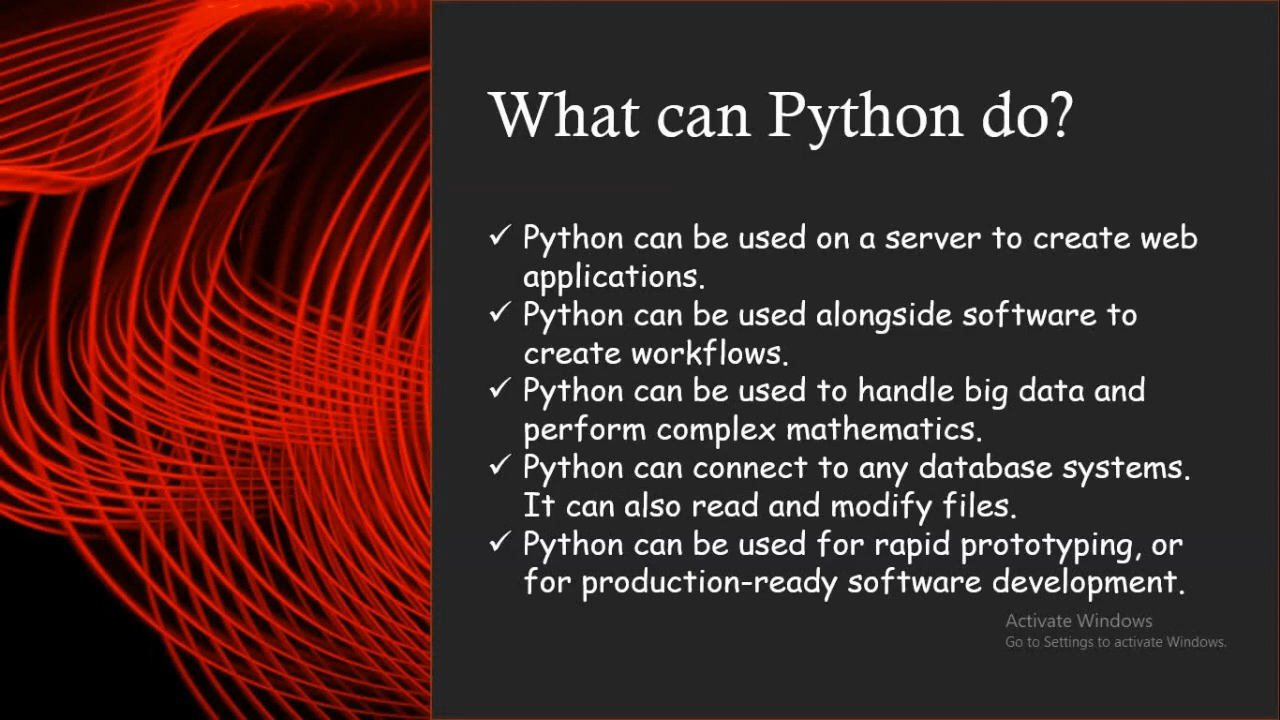 What can Python do?
✓ Python can be used on a server to create web
applications.
✓ Python can be used alongside software to
create workflows.
✓ Python can be used to handle big data and
perform complex mathematics.
✓ Python can connect to any database systems.
It can also read and modify files.
✓ Python can be used for rapid prototyping, or
for production-ready software development.
Activate Windows
Go to Settings to activate Windows.